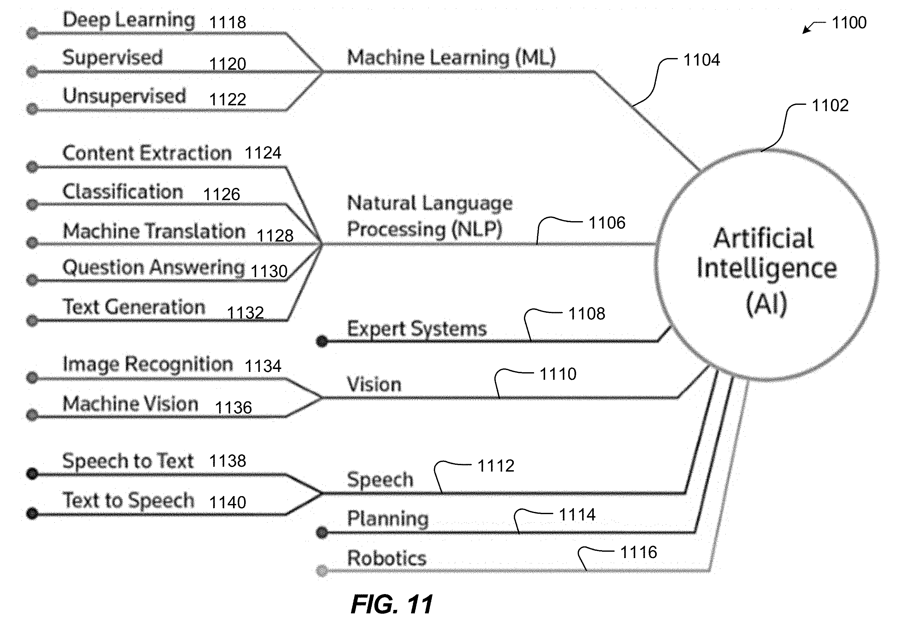 Deep Learning 1118
Supervised 1120
Unsupervised 1122
Machine Learning (ML)
1104
1100
1102
Content Extraction 1124
Classification 1126
Machine Translation 1128
Question Answering 1130
Text Generation 1132
Natural Language
Processing (NLP)
1106
Artificial
Intelligence
(AI)
Expert Systems
1108
Image Recognition 1134
Machine Vision 1136
Vision
1110
Speech to Text 1138
Text to Speech 1140
Speech
1112
Planning
1114
Robotics
1116
FIG. 11